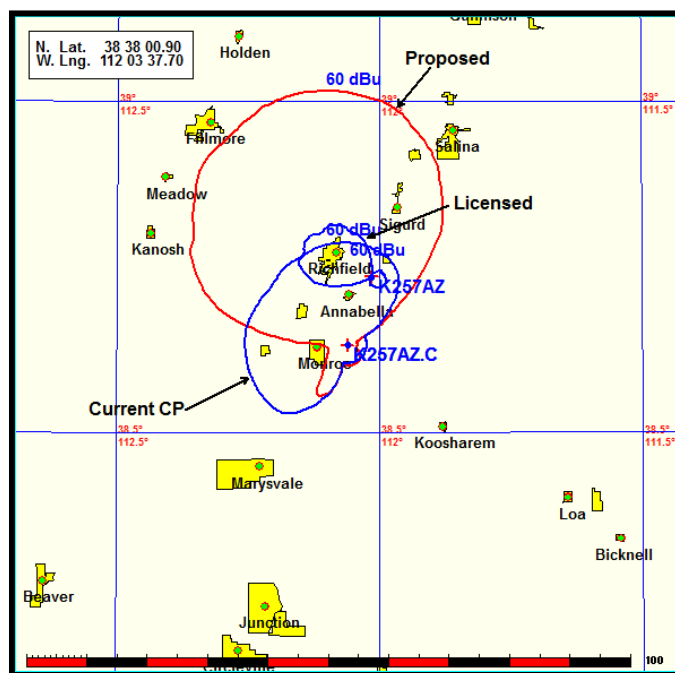 Gunnison
N. Lat. 38 38 00.90
W. Lng. 112 03 37.70
Holden
60 dBu
Proposed
39°
112.5°
39°
112°
39°
111.5°
Fillmore
Salina
Meadow
Licensed
Sigurd
60 dBu
Kanosh
60 dBu
Richfield
K257AZ
Annabella
K257AZ.C
Monroe
Current CP
38.5°
112.5°
38.5°
112°
38.5°
111.5°
Koosharem
Marysvale
Loa
Bicknell
Beaver
Junction
Circleville
100